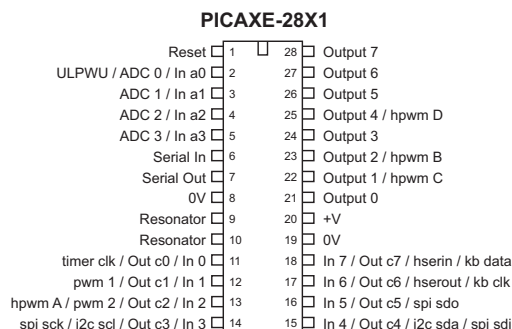 PICAXE-28X1
Reset 1 28 Output 7
ULPWU / ADC 0 / In a0 2 27 Output 6
ADC 1 / In a1 3 26 Output 5
ADC 2 / In a2 4 25 Output 4 / hpwm D
ADC 3 / In a3 5 24 Output 3
Serial In 6 23 Output 2 / hpwm B
Serial Out 7 22 Output 1 / hpwm C
0V 8 21 Output 0
Resonator 9 20 +V
Resonator 10 19 0V
timer clk / Out c0 / In 0 11 18 In 7 / Out c7 / hserin / kb data
pwm 1 / Out c1 / In 1 12 17 In 6 / Out c6 / hserout / kb clk
hpwm A / pwm 2 / Out c2 / In 2 13 16 In 5 / Out c5 / spi sdo
spi sck / i2c scl / Out c3 / In 3 14 15 In 4 / Out c4 / i2c sda / spi sdi